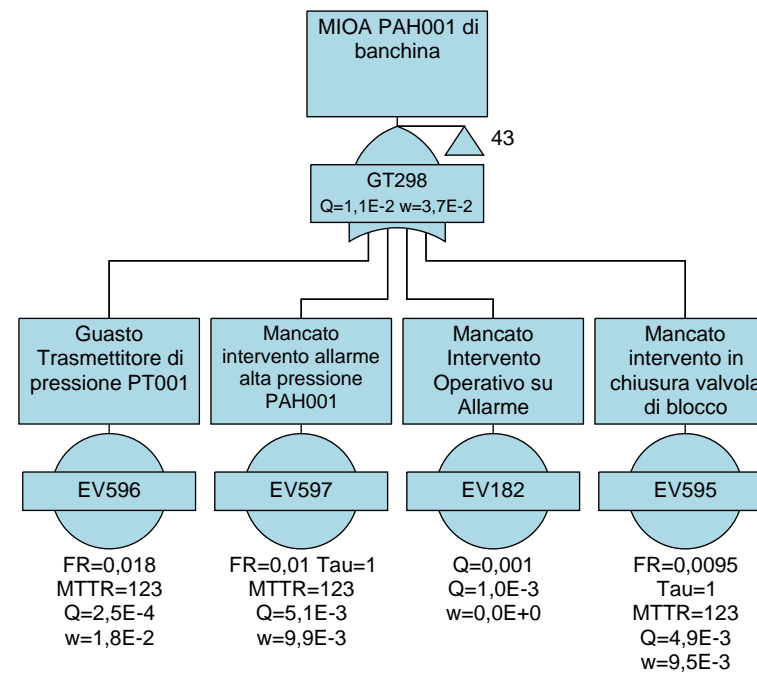 MIOA PAH001 di
banchina
43
GT298
Q=1,1E-2 w=3,7E-2
Guasto
Trasmettitore di
pressione PT001
Mancato
intervento allarme
alta pressione
PAH001
Mancato
Intervento
Operativo su
Allarme
Mancato
intervento in
chiusura valvola
di blocco
EV596
EV597
EV182
EV595
FR=0,018
MTTR=123
Q=2,5E-4
w=1,8E-2
FR=0,01 Tau=1
MTTR=123
Q=5,1E-3
w=9,9E-3
Q=0,001
Q=1,0E-3
w=0,0E+0
FR=0,0095
Tau=1
MTTR=123
Q=4,9E-3
w=9,5E-3